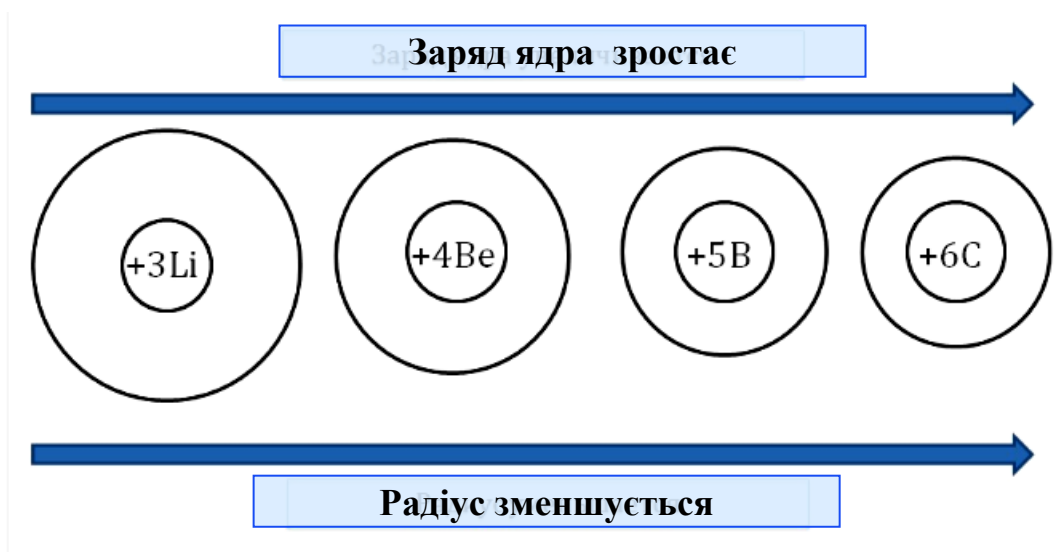 Заряд ядра зростає
+3Li
+4Be
+5B
+6C
Радіус зменшується